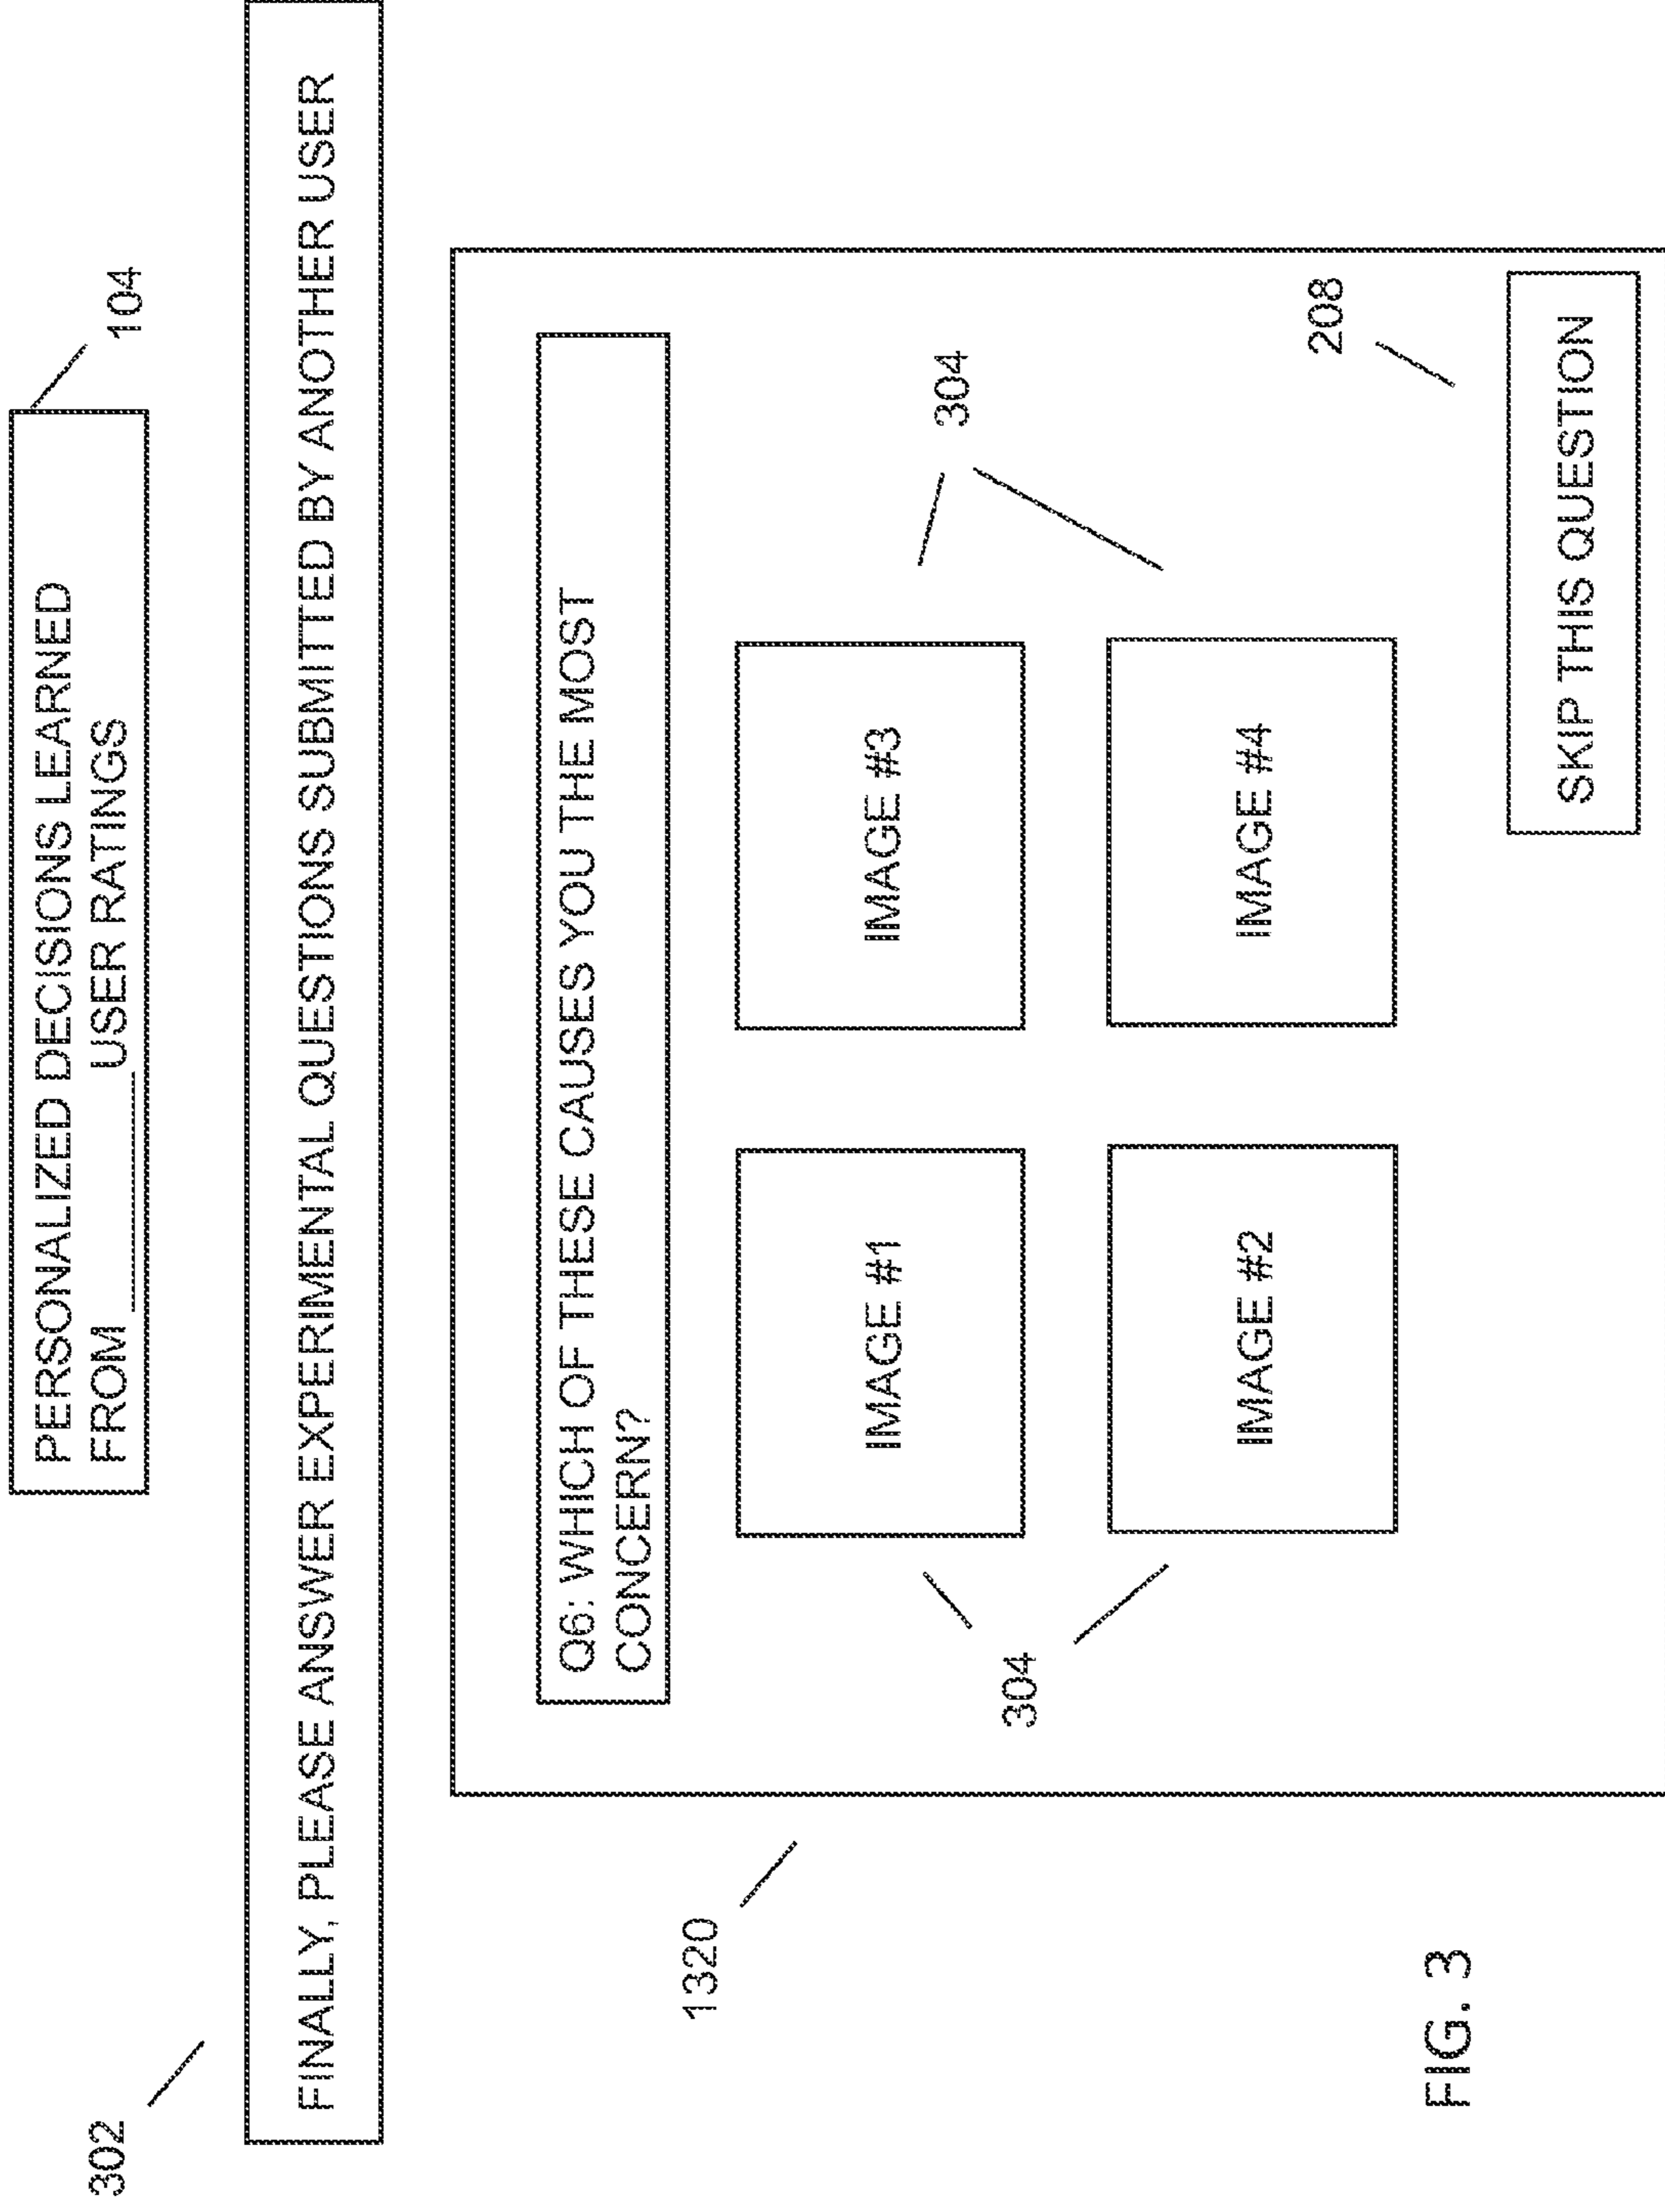 302
PERSONALIZED DECISIONS LEARNED
FROM ________ USER RATINGS
104
FINALLY, PLEASE ANSWER EXPERIMENTAL QUESTIONS SUBMITTED BY ANOTHER USER
1320
Q6: WHICH OF THESE CAUSES YOU THE MOST
CONCERN?
IMAGE #1
IMAGE #3
304
304
IMAGE #2
IMAGE #4
208
SKIP THIS QUESTION
FIG. 3